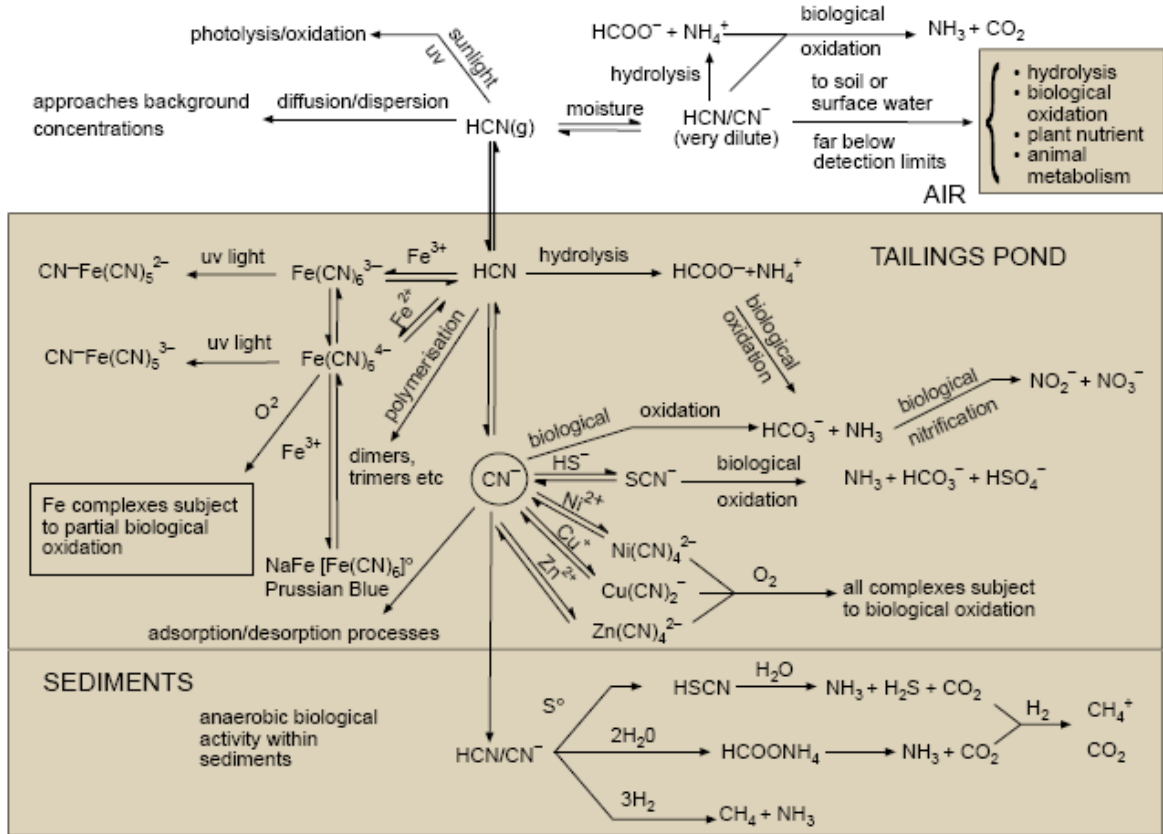 photolysis/oxidation
sunlight
uv
HCOO⁻ + NH₄⁺
biological
oxidation
NH₃ + CO₂
hydrolysis
approaches background
concentrations
diffusion/dispersion
HCN(g)
moisture
HCN/CN⁻
(very dilute)
to soil or
surface water
far below
detection limits
• hydrolysis
• biological
oxidation
• plant nutrient
• animal
metabolism
AIR
TAILINGS POND
CN–Fe(CN)₅²⁻
uv light
Fe(CN)₆³⁻
Fe³⁺
HCN
hydrolysis
HCOO⁻+NH₄⁺
Fe²⁺
CN–Fe(CN)₅³⁻
uv light
Fe(CN)₆⁴⁻
polymerisation
biological
oxidation
O²
Fe³⁺
dimers,
trimers etc
biological
oxidation
HCO₃⁻ + NH₃
biological
nitrification
NO₂⁻ + NO₃⁻
CN⁻
HS⁻
SCN⁻
biological
oxidation
NH₃ + HCO₃⁻ + HSO₄⁻
Fe complexes subject
to partial biological
oxidation
Ni²⁺
Ni(CN)₄²⁻
Cu⁺
Cu(CN)₂⁻
Zn²⁺
Zn(CN)₄²⁻
O₂
all complexes subject
to biological oxidation
NaFe [Fe(CN)₆]°
Prussian Blue
adsorption/desorption processes
SEDIMENTS
anaerobic biological
activity within
sediments
HCN/CN⁻
S°
HSCN
H₂O
NH₃ + H₂S + CO₂
2H₂0
HCOONH₄
NH₃ + CO₂
H₂
CH₄⁺
CO₂
3H₂
CH₄ + NH₃